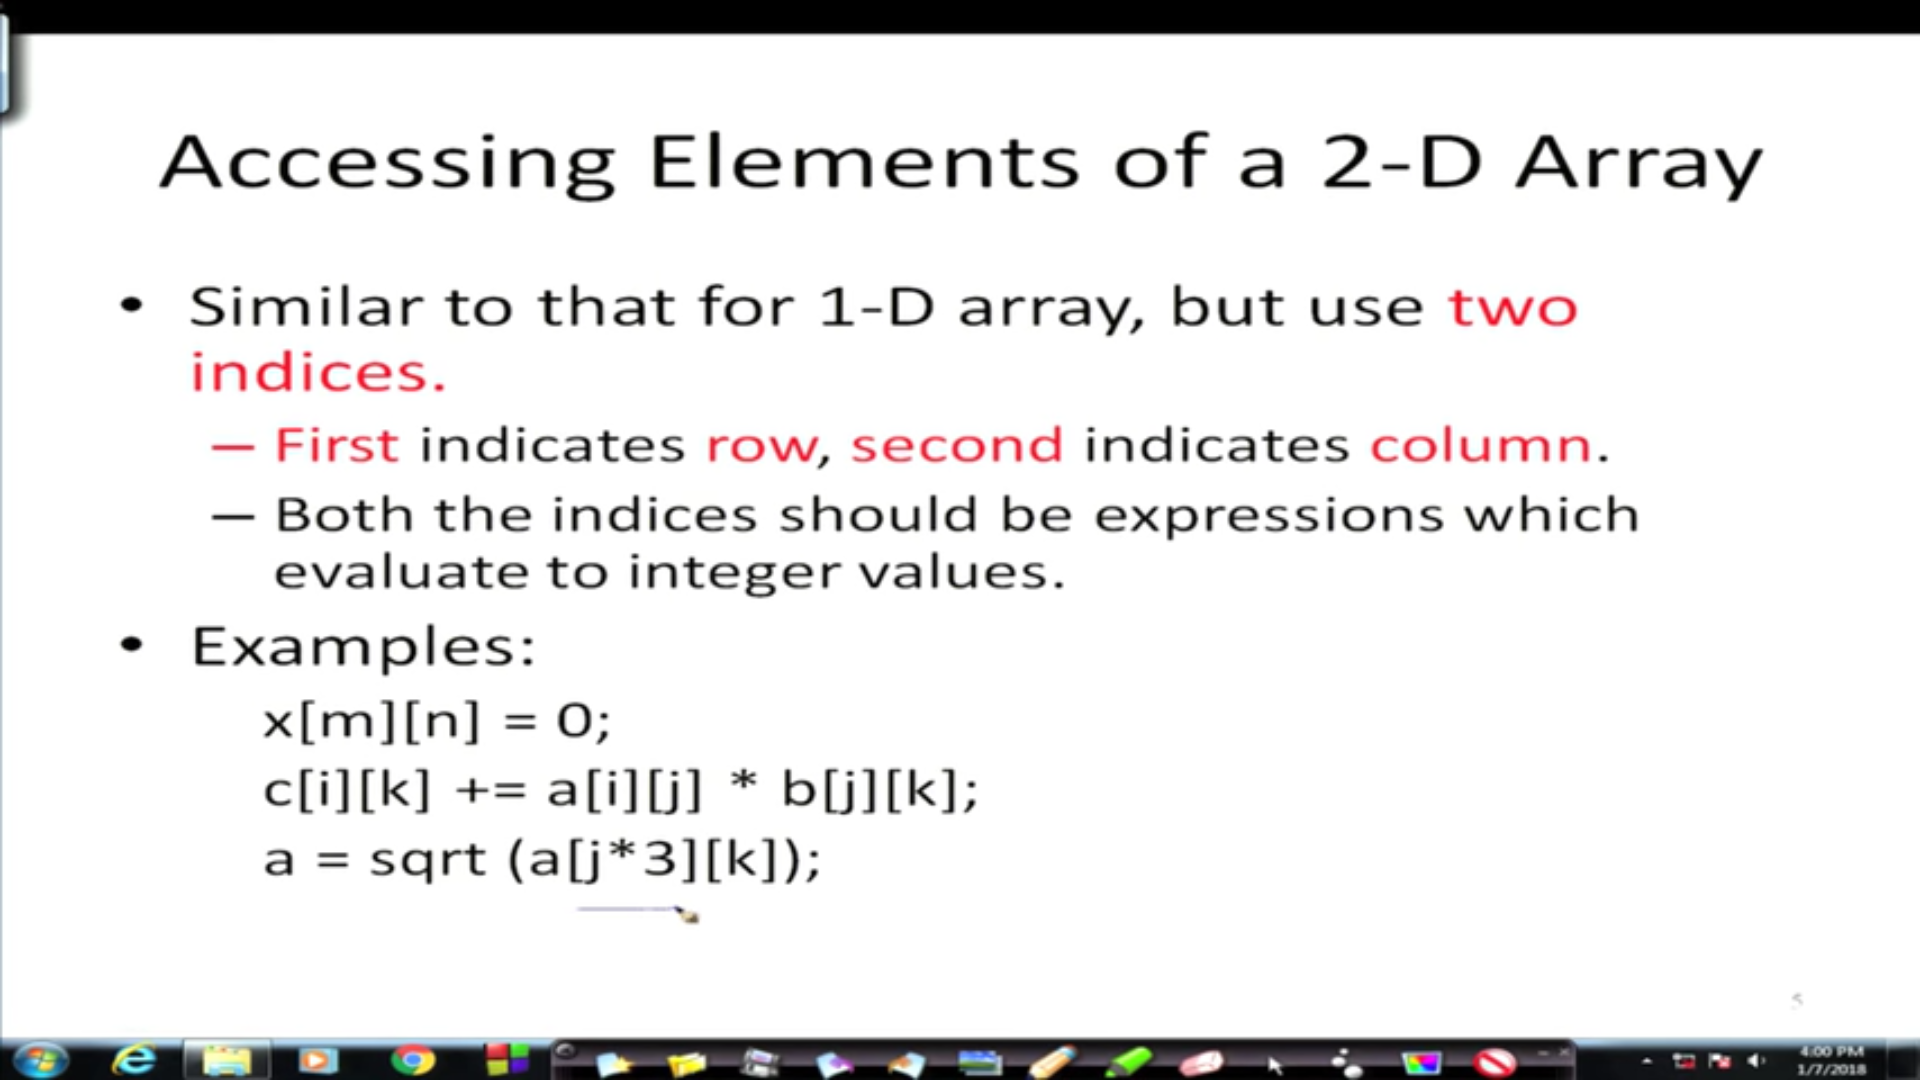 Accessing Elements of a 2-D Array
• Similar to that for 1-D array, but use two
indices.
– First indicates row, second indicates column.
– Both the indices should be expressions which
evaluate to integer values.
• Examples:
x[m][n] = 0;
c[i][k] += a[i][j] * b[j][k];
a = sqrt (a[j*3][k]);
5
4:00 PM
1/7/2018